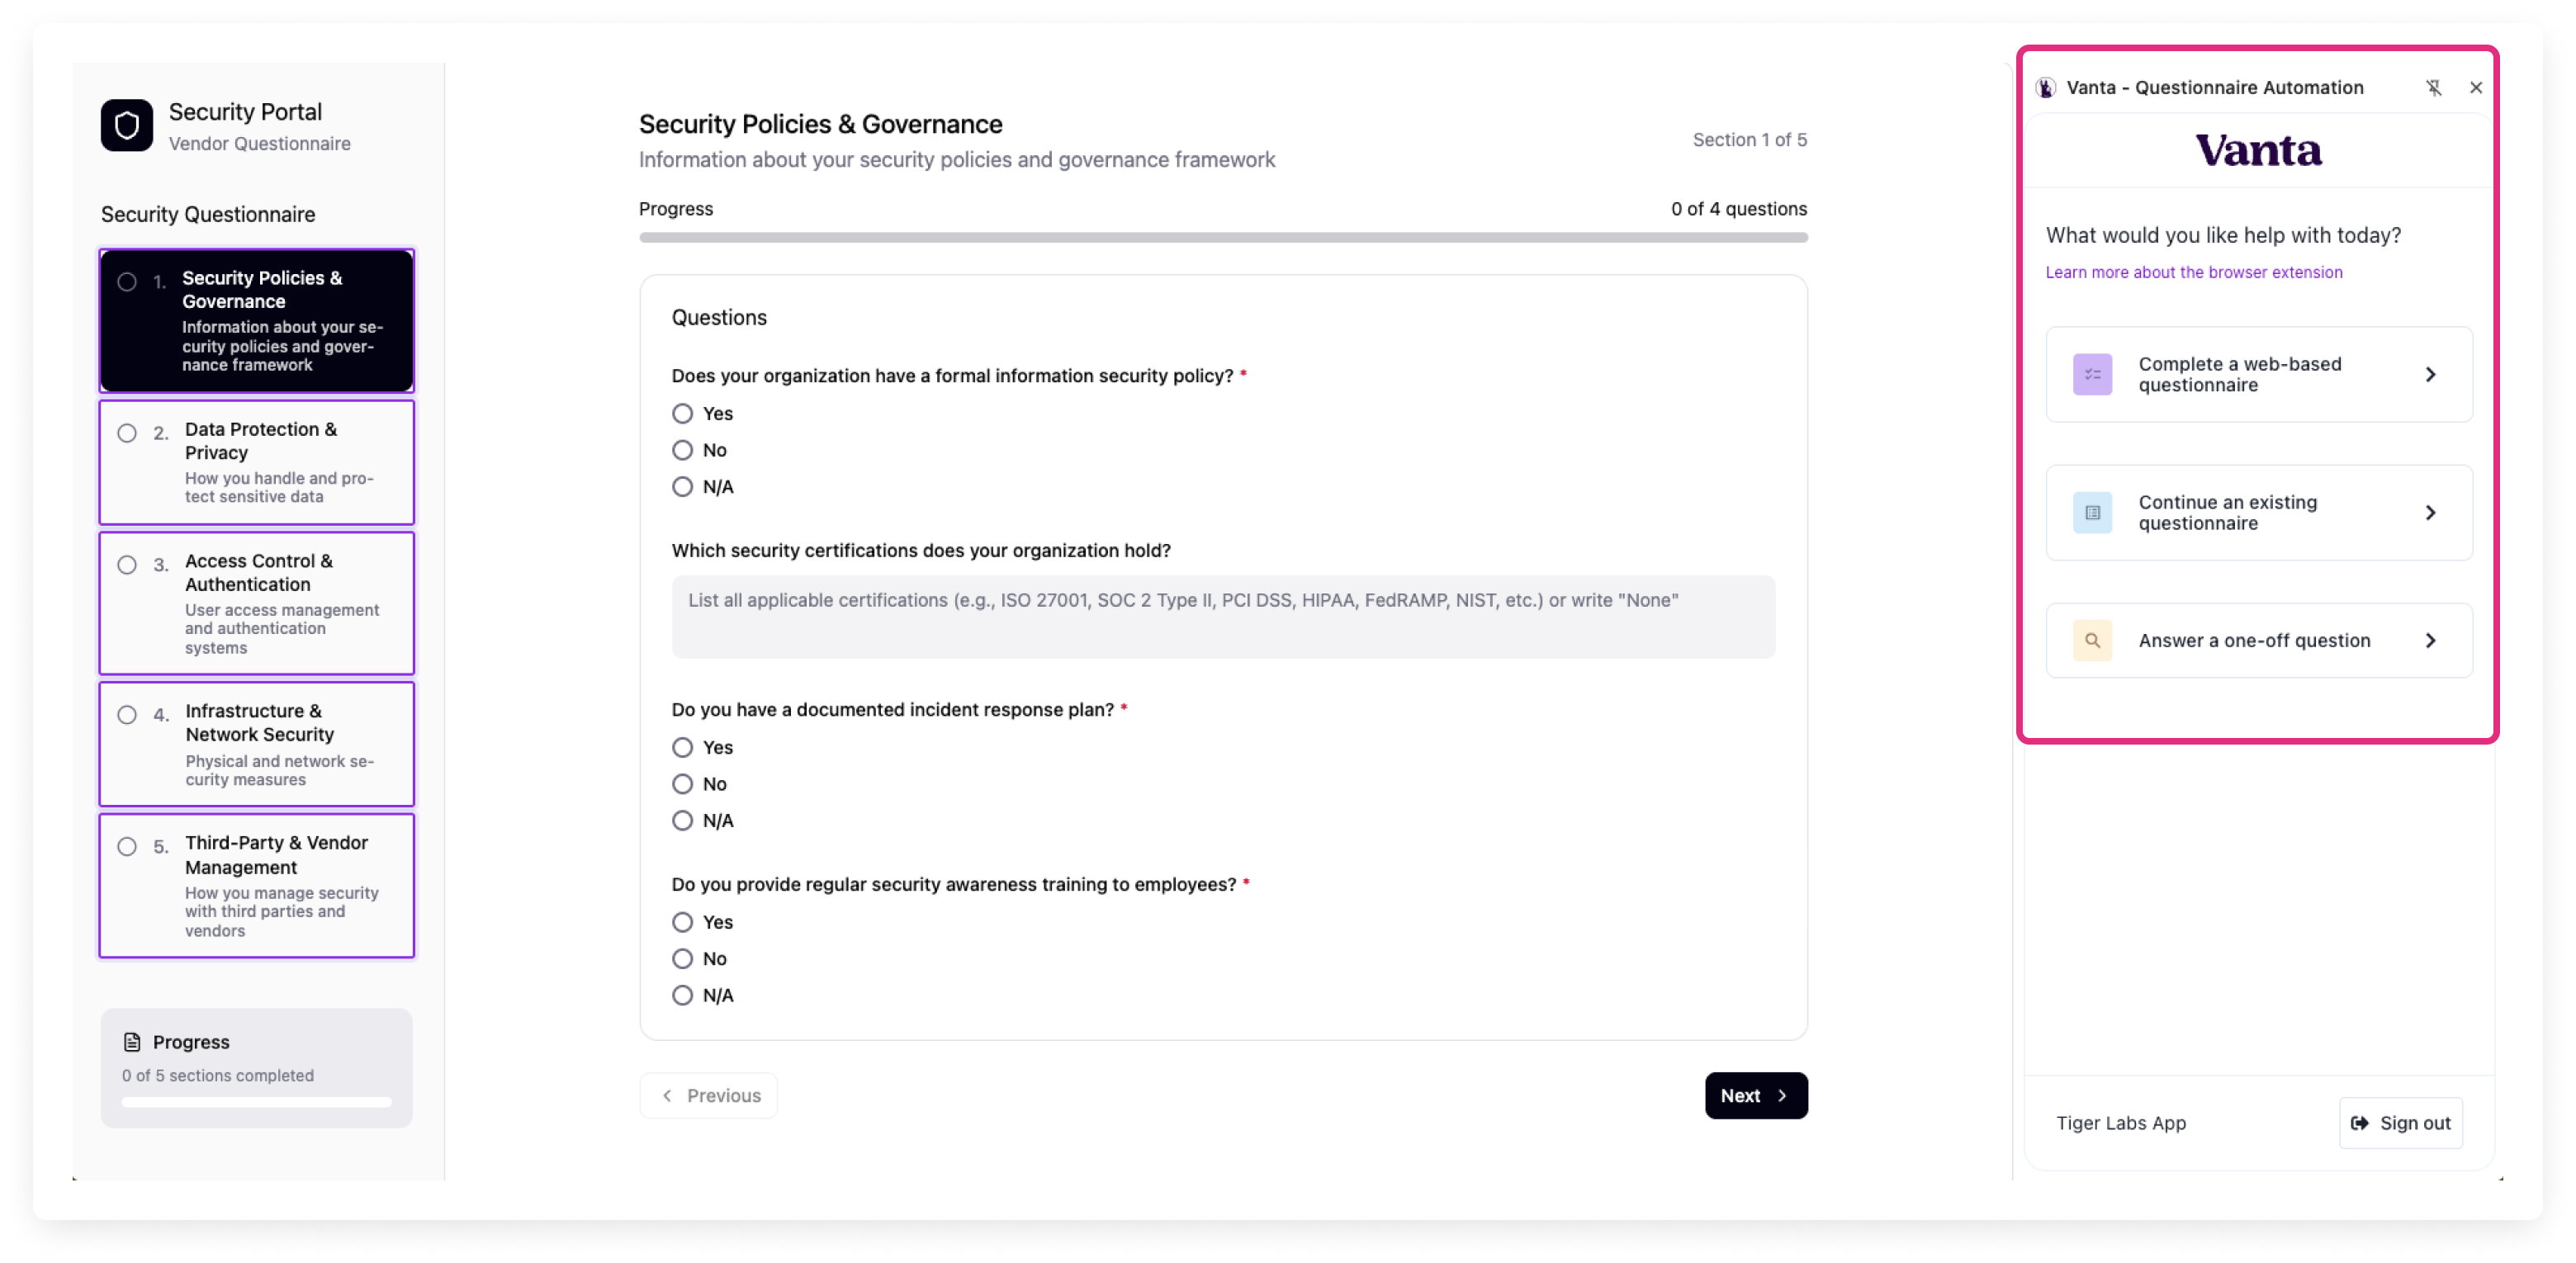 Security Portal
Vendor Questionnaire
Security Questionnaire
1. Security Policies &
Governance
Information about your se-
curity policies and gover-
nance framework
2. Data Protection &
Privacy
How you handle and pro-
tect sensitive data
3. Access Control &
Authentication
User access management
and authentication
systems
4. Infrastructure &
Network Security
Physical and network se-
curity measures
5. Third-Party & Vendor
Management
How you manage security
with third parties and
vendors
Progress
0 of 5 sections completed
Security Policies & Governance
Information about your security policies and governance framework
Section 1 of 5
Progress
0 of 4 questions
Questions
Does your organization have a formal information security policy? *
Yes
No
N/A
Which security certifications does your organization hold?
List all applicable certifications (e.g., ISO 27001, SOC 2 Type II, PCI DSS, HIPAA, FedRAMP, NIST, etc.) or write "None"
Do you have a documented incident response plan? *
Yes
No
N/A
Do you provide regular security awareness training to employees? *
Yes
No
N/A
Previous
Next
Vanta - Questionnaire Automation
Vanta
What would you like help with today?
Learn more about the browser extension
Complete a web-based
questionnaire
Continue an existing
questionnaire
Answer a one-off question
Tiger Labs App
Sign out